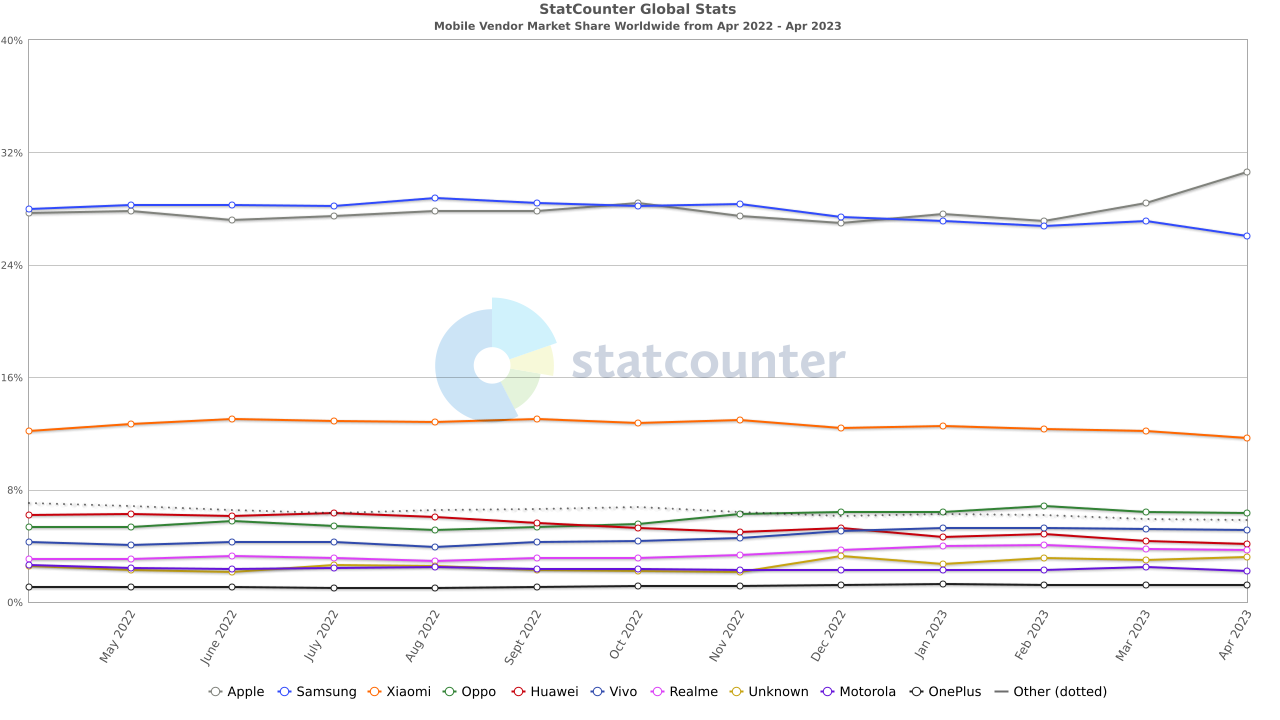 StatCounter Global Stats
Mobile Vendor Market Share Worldwide from Apr 2022 - Apr 2023
40%
32%
24%
16%
8%
0%
statcounter
May 2022
June 2022
July 2022
Aug 2022
Sept 2022
Oct 2022
Nov 2022
Dec 2022
Jan 2023
Feb 2023
Mar 2023
Apr 2023
Apple Samsung Xiaomi Oppo Huawei Vivo Realme Unknown Motorola OnePlus Other (dotted)